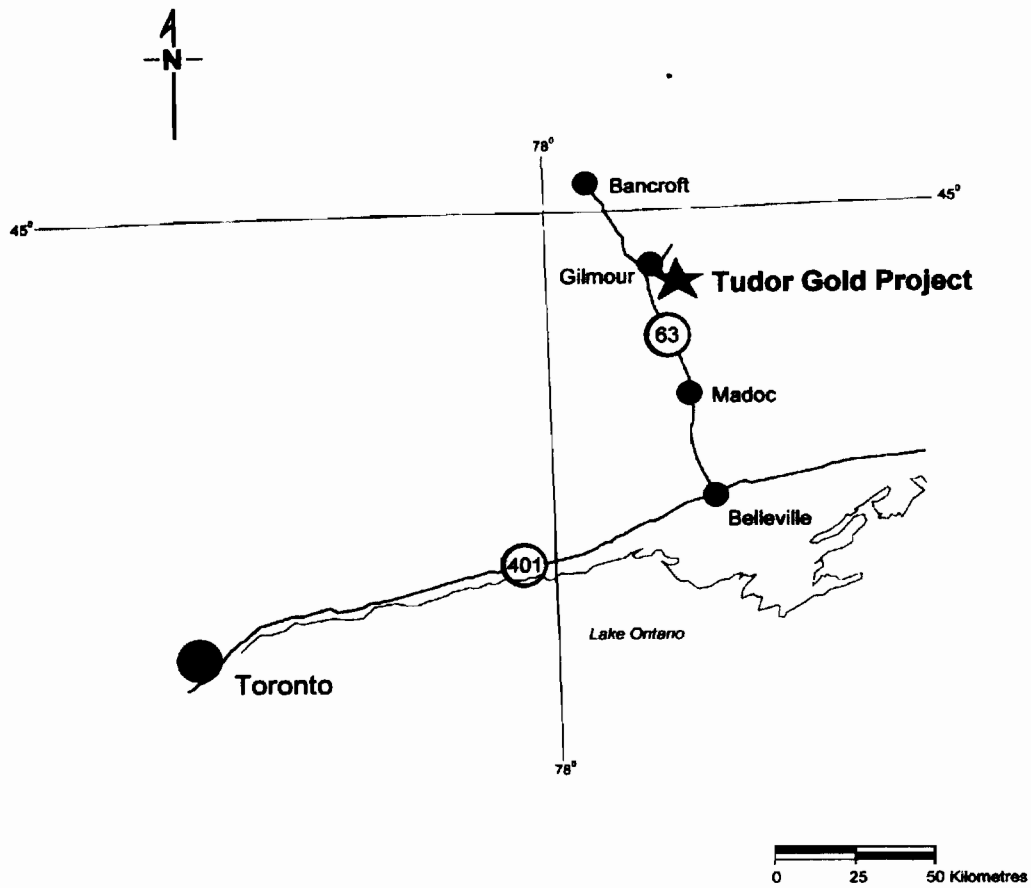 N
78°
Bancroft
45°
45°
Gilmour
Tudor Gold Project
63
Madoc
Belleville
401
Lake Ontano
Toronto
78°
0 25 50 Kilometres